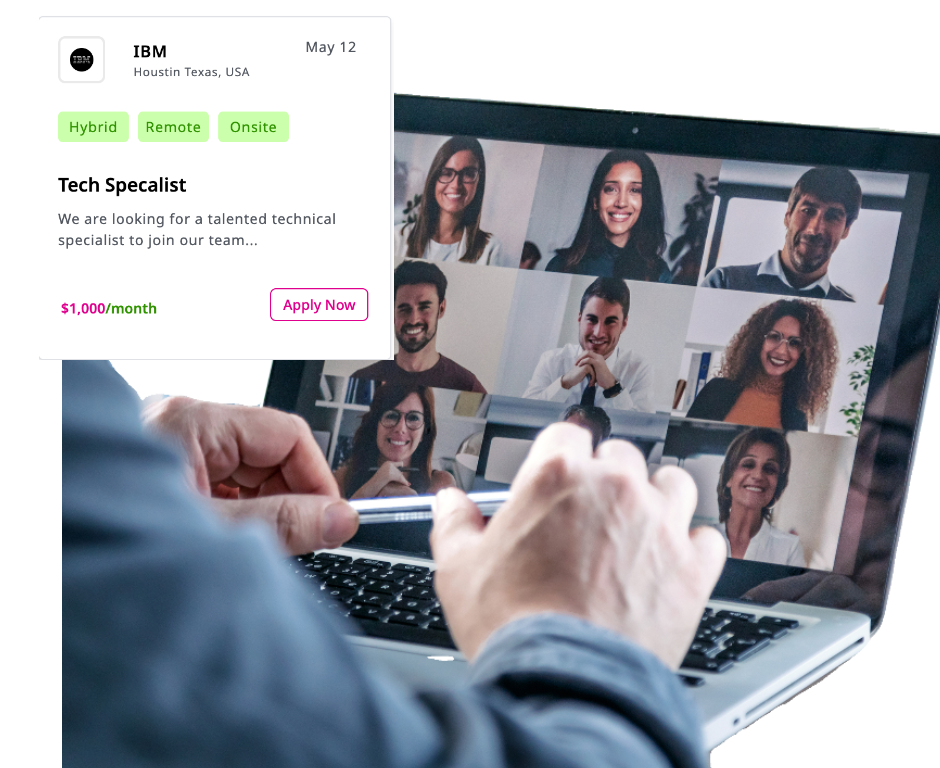 IBM
IBM
May 12
Houstin Texas, USA
Hybrid
Remote
Onsite
Tech Specalist
We are looking for a talented technical
specialist to join our team...
$1,000/month
Apply Now